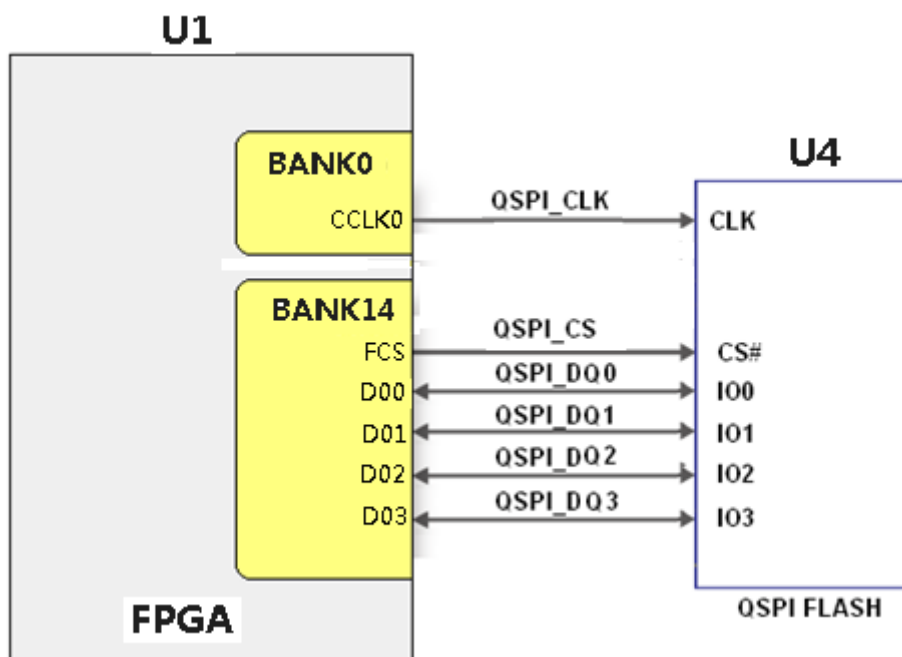 U1
BANK0
CCLK0
QSPI_CLK
U4
CLK
BANK14
FCS
QSPI_CS
CS#
D00
QSPI_DQ0
IO0
D01
QSPI_DQ1
IO1
D02
QSPI_DQ2
IO2
D03
QSPI_DQ3
IO3
FPGA
QSPI FLASH